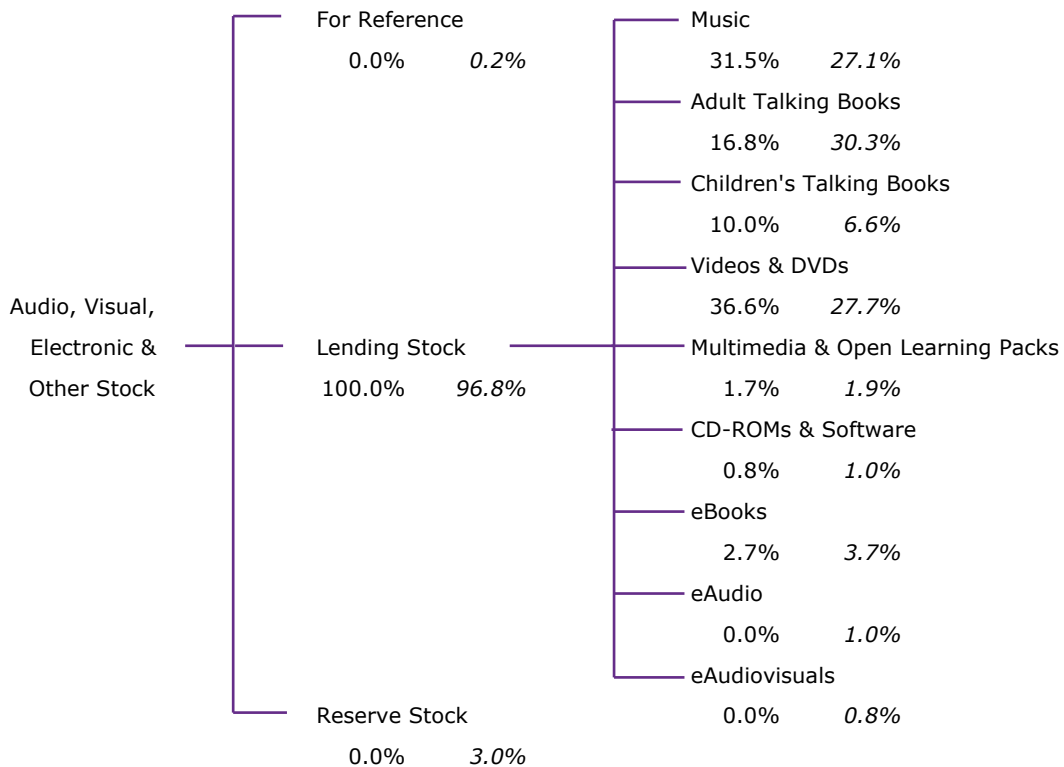 Audio, Visual,
Electronic &
Other Stock
For Reference
0.0% 0.2%
Lending Stock
100.0% 96.8%
Reserve Stock
0.0% 3.0%
Music
31.5% 27.1%
Adult Talking Books
16.8% 30.3%
Children's Talking Books
10.0% 6.6%
Videos & DVDs
36.6% 27.7%
Multimedia & Open Learning Packs
1.7% 1.9%
CD-ROMs & Software
0.8% 1.0%
eBooks
2.7% 3.7%
eAudio
0.0% 1.0%
eAudiovisuals
0.0% 0.8%